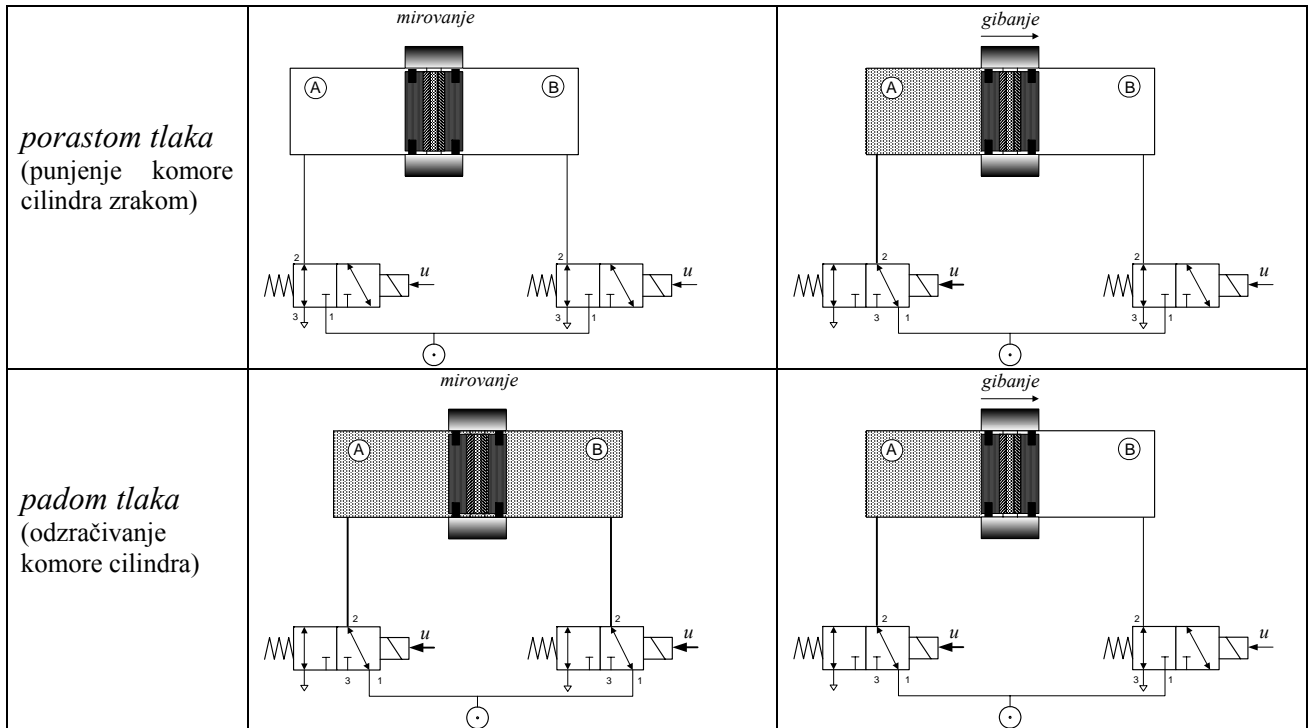 porastom tlaka
(punjenje komore
cilindra zrakom)
mirovanje
A B
2 2
u u
3 1 3 1
gibanje
A B
2 2
u u
3 1 3 1
padom tlaka
(odzračivanje
komore cilindra)
mirovanje
A B
2 2
u u
3 1 3 1
gibanje
A B
2 2
u u
3 1 3 1